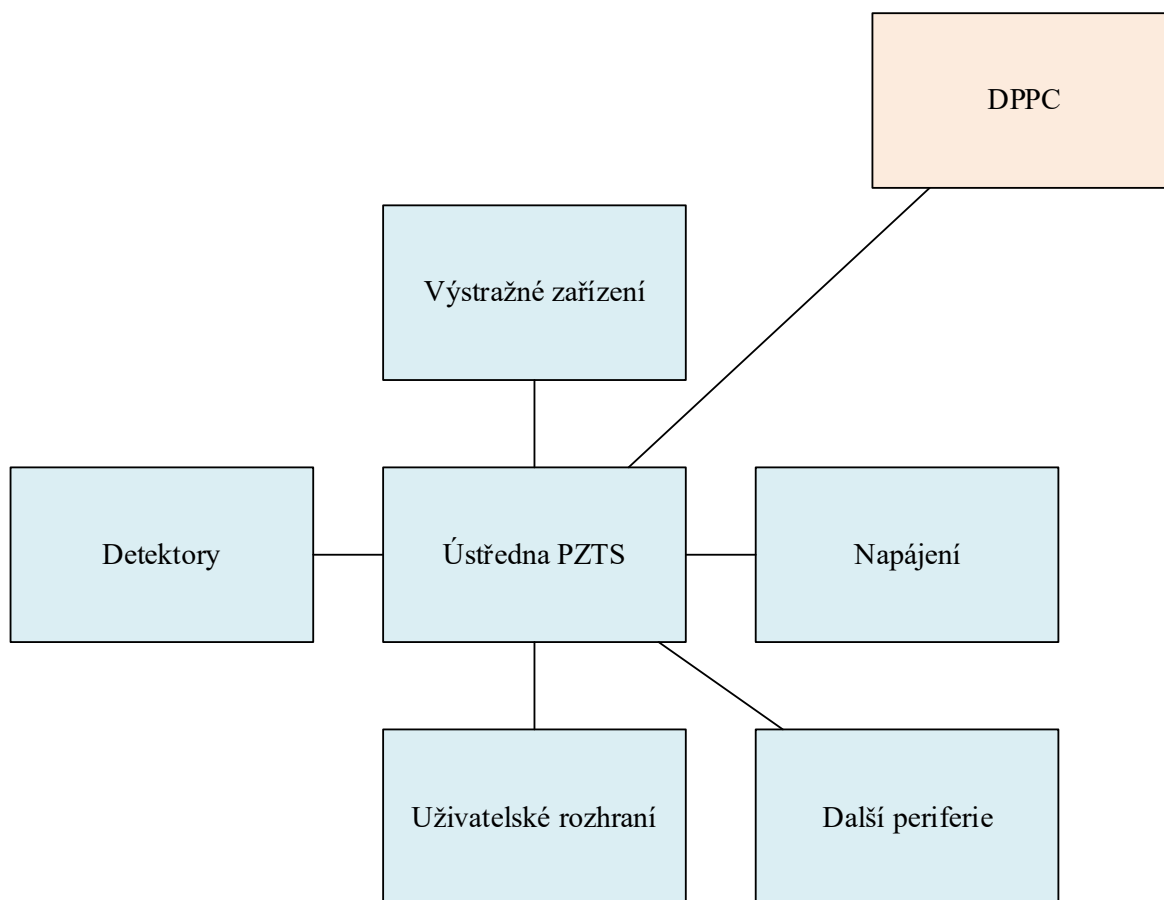 DPPC
Výstražné zařízení
Detektory
Ústředna PZTS
Napájení
Uživatelské rozhraní
Další periferie